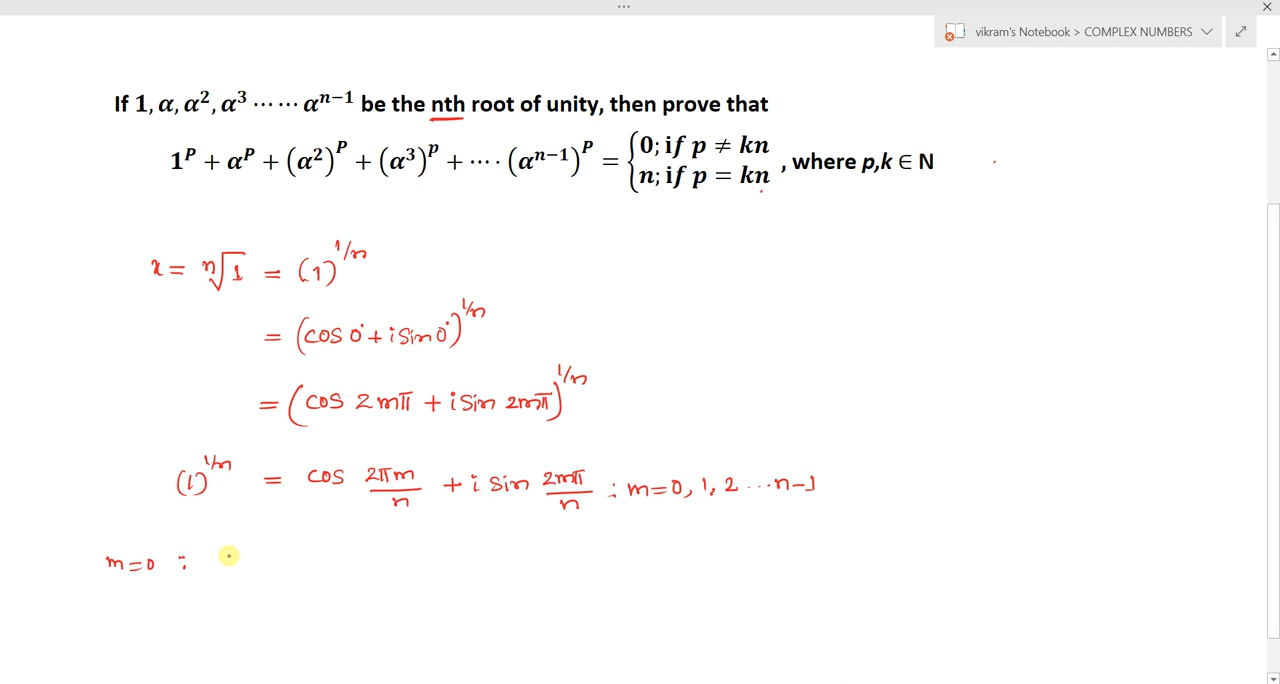 vikram's Notebook > COMPLEX NUMBERS
If 1, α, α², α³ ⋯⋯ αⁿ⁻¹ be the nth root of unity, then prove that
1ᴾ + αᴾ + (α²)ᴾ + (α³)ᵖ + ⋯· (αⁿ⁻¹)ᴾ = {0; if p ≠ kn
{n; if p = kn , where p,k ∈ N
x = ⁿ√1 = (1)^1/n
= (cos 0° + i sin 0°)^1/n
= (cos 2mπ + i sin 2mπ)^1/n
(1)^1/n = cos 2πm/n + i sin 2mπ/n ; m=0, 1, 2 ...n-1
m=0 :